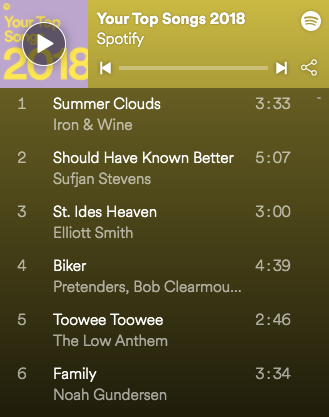 Your Top
Songs
2018
Your Top Songs 2018
Spotify
1 Summer Clouds 3:33
Iron & Wine
2 Should Have Known Better 5:07
Sufjan Stevens
3 St. Ides Heaven 3:00
Elliott Smith
4 Biker 4:39
Pretenders, Bob Clearmou...
5 Toowee Toowee 2:46
The Low Anthem
6 Family 3:34
Noah Gundersen